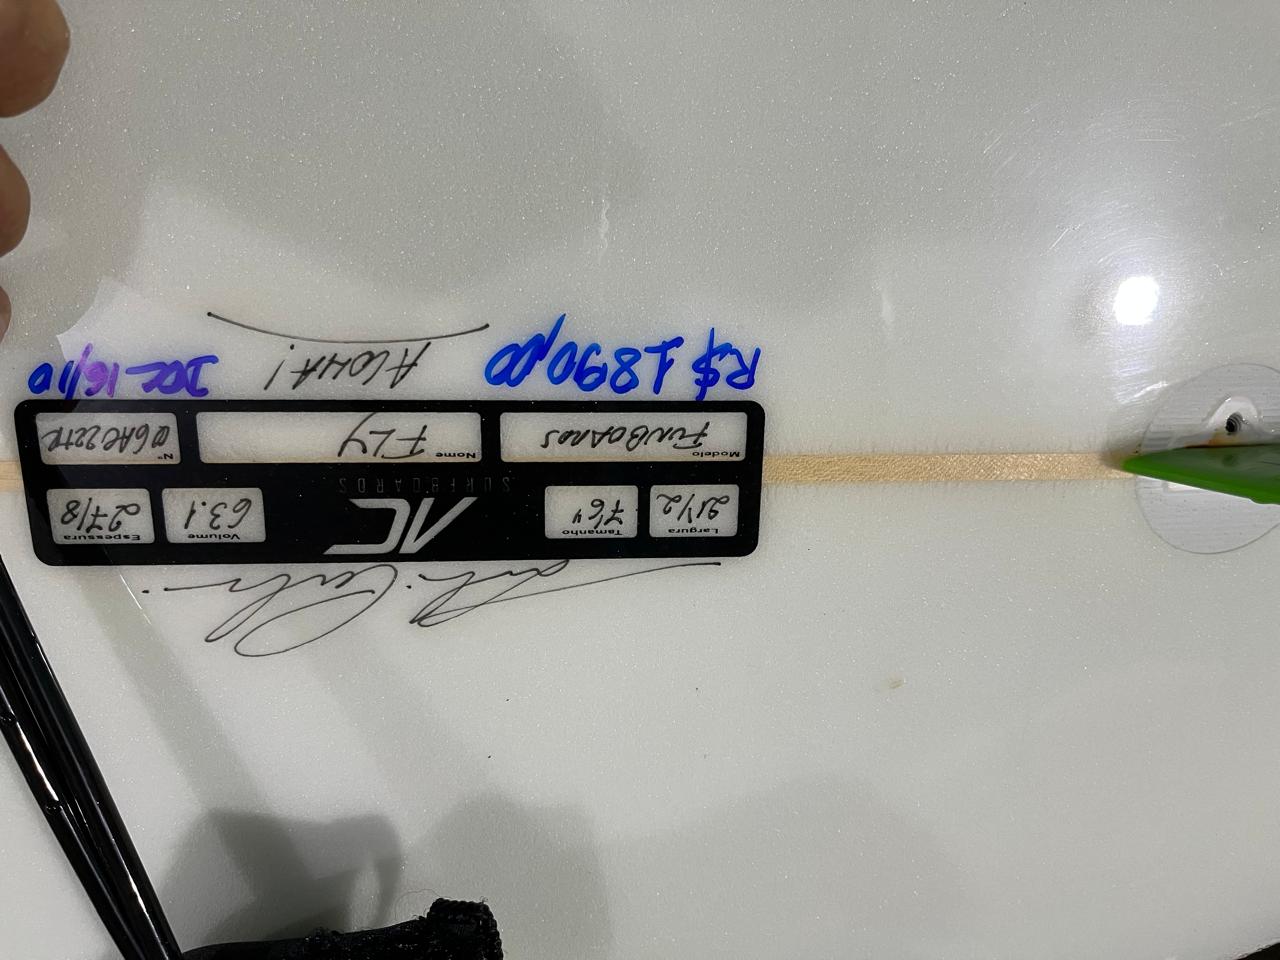 Largura 21 1/2
Tamanho 7'6"
AC
SURFBOARDS
Volume 63.1
Espessura 2 7/8
Modelo FUNBOARDS
Nome FLY
Nº
R$ 1890,00
ALOHA!
16/10